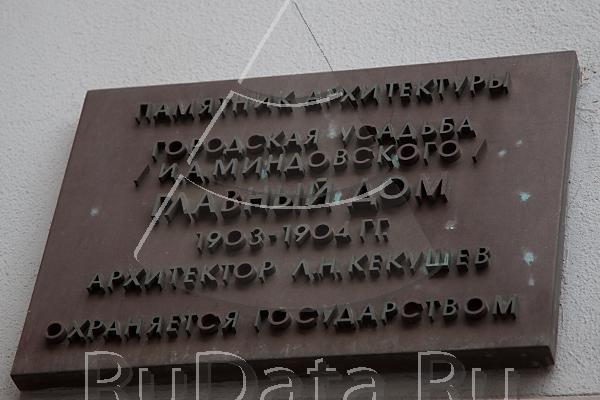 ПАМЯТНИК АРХИТЕКТУРЫ
ГОРОДСКАЯ УСАДЬБА
/ И.А.МИНДОВСКОГО /
ГЛАВНЫЙ ДОМ
1903-1904 ГГ.
АРХИТЕКТОР Л.Н.КЕКУШЕВ
ОХРАНЯЕТСЯ ГОСУДАРСТВОМ
RuData.Ru